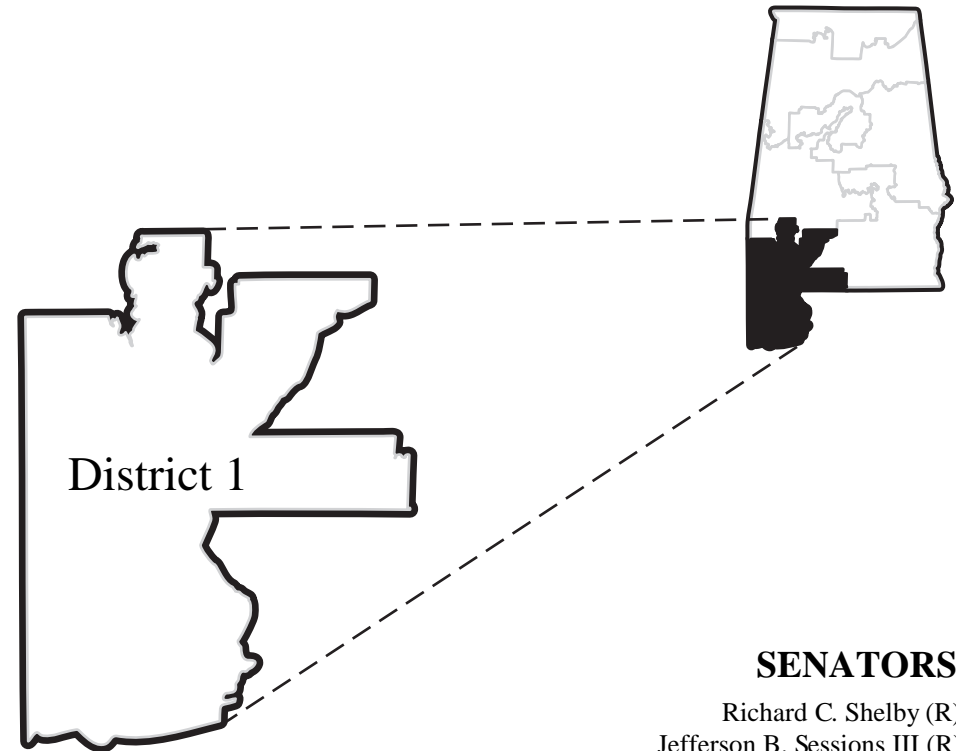 District 1
SENATORS
Richard C. Shelby (R)
Jefferson B. Sessions III (R)